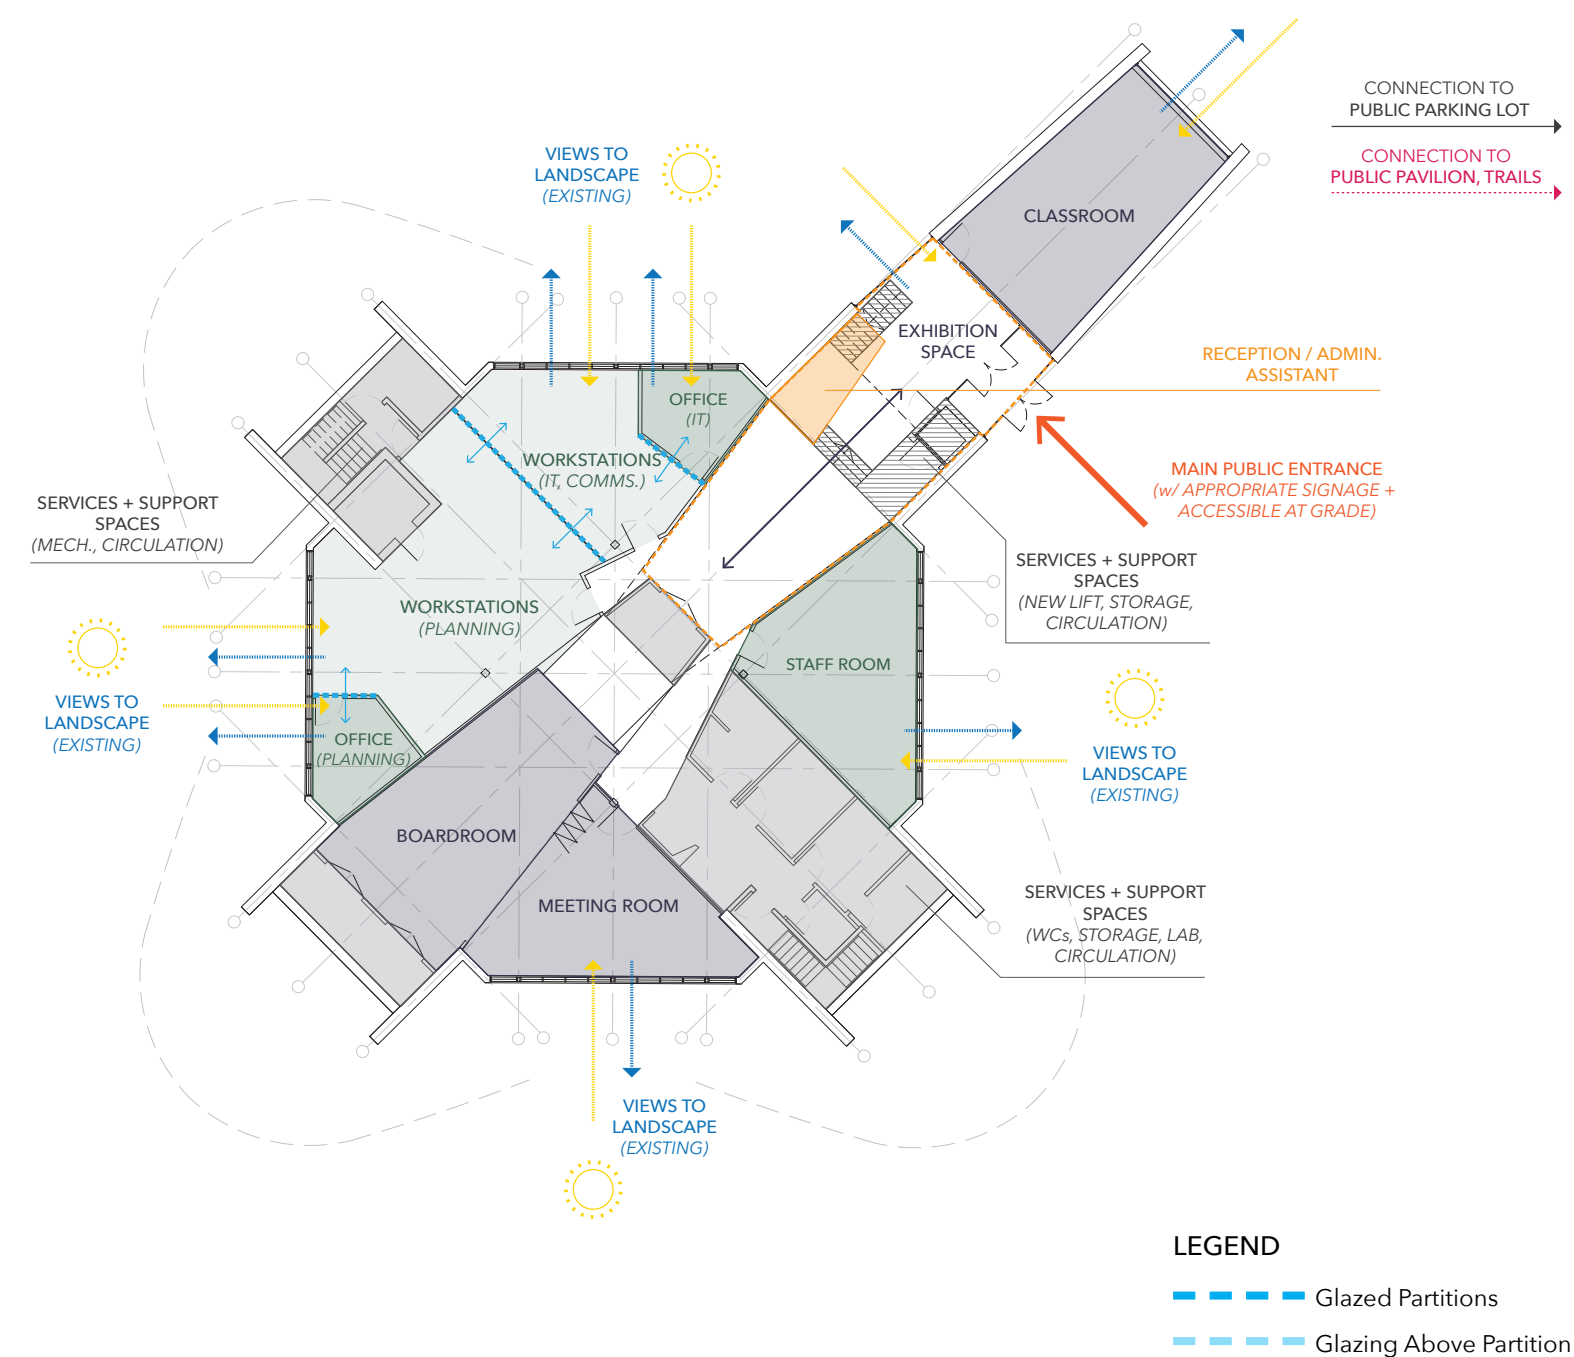 CONNECTION TO
PUBLIC PARKING LOT
CONNECTION TO
PUBLIC PAVILION, TRAILS
VIEWS TO
LANDSCAPE
(EXISTING)
CLASSROOM
EXHIBITION
SPACE
RECEPTION / ADMIN.
ASSISTANT
OFFICE
(IT)
WORKSTATIONS
(IT, COMMS.)
MAIN PUBLIC ENTRANCE
(w/ APPROPRIATE SIGNAGE +
ACCESSIBLE AT GRADE)
SERVICES + SUPPORT
SPACES
(MECH., CIRCULATION)
SERVICES + SUPPORT
SPACES
(NEW LIFT, STORAGE,
CIRCULATION)
WORKSTATIONS
(PLANNING)
STAFF ROOM
VIEWS TO
LANDSCAPE
(EXISTING)
OFFICE
(PLANNING)
VIEWS TO
LANDSCAPE
(EXISTING)
BOARDROOM
MEETING ROOM
SERVICES + SUPPORT
SPACES
(WCs, STORAGE, LAB,
CIRCULATION)
VIEWS TO
LANDSCAPE
(EXISTING)
LEGEND
Glazed Partitions
Glazing Above Partition